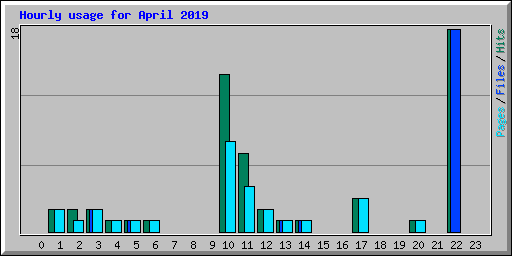 Hourly usage for April 2019
18
Pages/Files/Hits
0 1 2 3 4 5 6 7 8 9 10 11 12 13 14 15 16 17 18 19 20 21 22 23